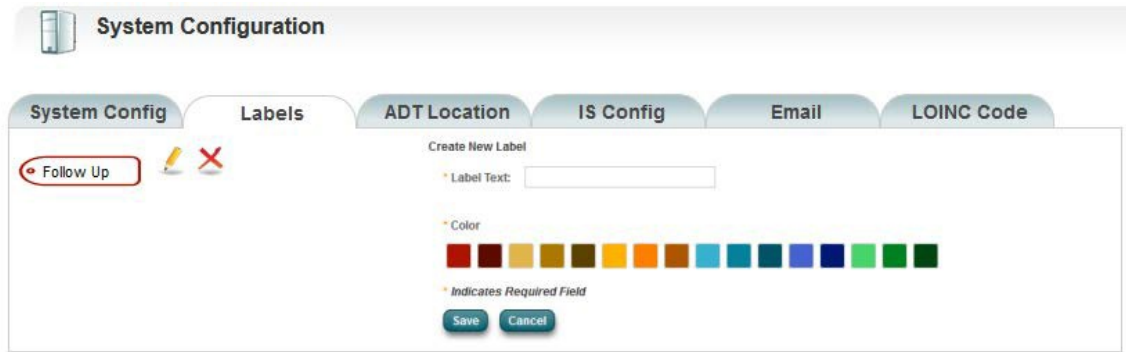 System Configuration
System Config Labels ADT Location IS Config Email LOINC Code
Follow Up
Create New Label
* Label Text:
* Color
* Indicates Required Field
Save Cancel